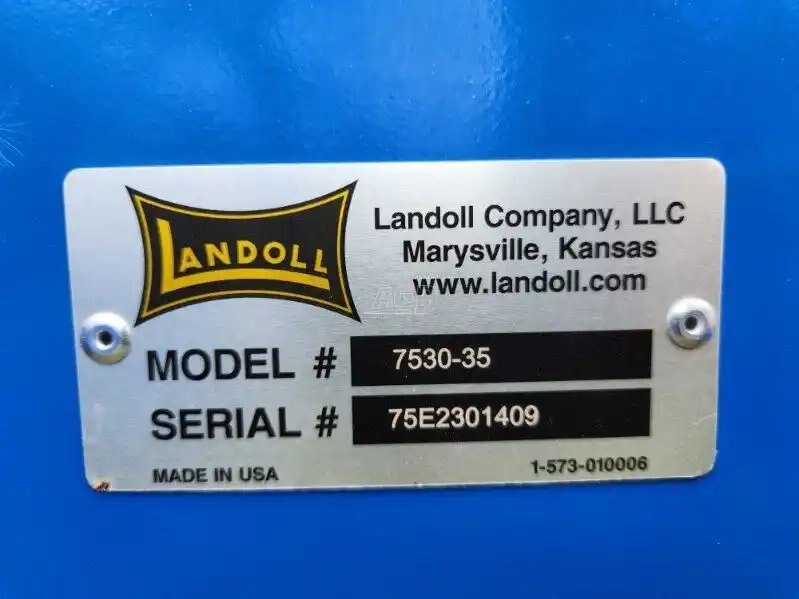 LANDOLL
Landoll Company, LLC
Marysville, Kansas
www.landoll.com
MODEL # 7530-35
SERIAL # 75E2301409
MADE IN USA
1-573-010006